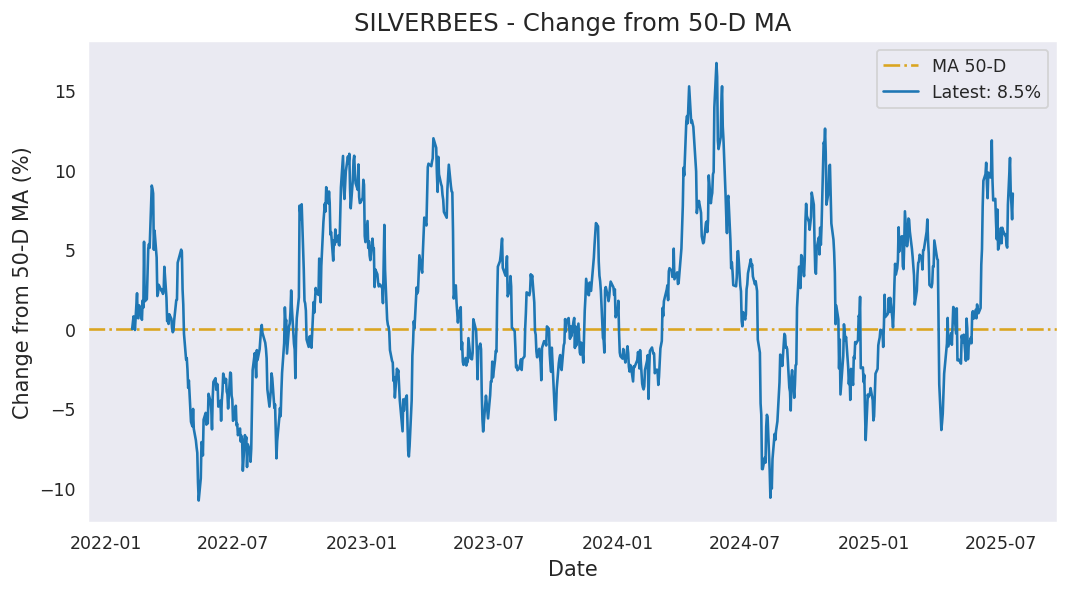 SILVERBEES - Change from 50-D MA
MA 50-D
Latest: 8.5%
Change from 50-D MA (%)
15
10
5
0
−5
−10
2022-01
2022-07
2023-01
2023-07
2024-01
2024-07
2025-01
2025-07
Date